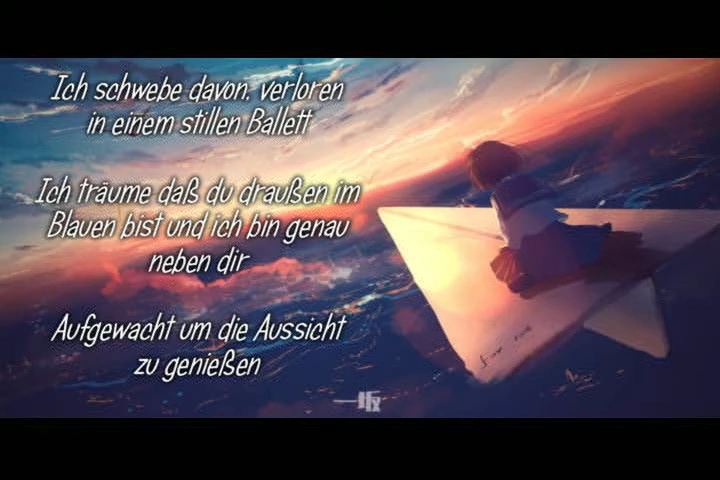 Ich schwebe davon, verloren
in einem stillen Ballett
Ich träume daß du draußen im
Blauen bist und ich bin genau
neben dir
Aufgewacht um die Aussicht
zu genießen